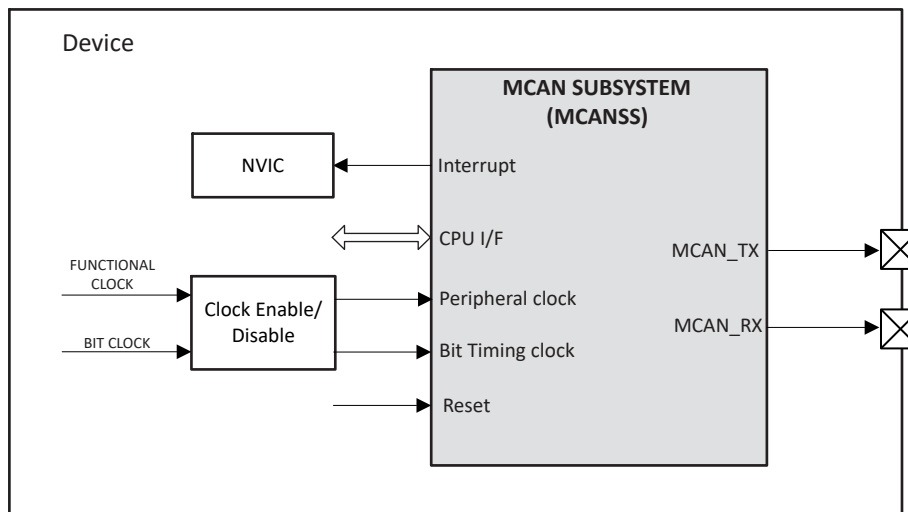 Device
MCAN SUBSYSTEM
(MCANSS)
NVIC
Interrupt
CPU I/F
MCAN_TX
FUNCTIONAL
CLOCK
Clock Enable/
Disable
Peripheral clock
MCAN_RX
BIT CLOCK
Bit Timing clock
Reset